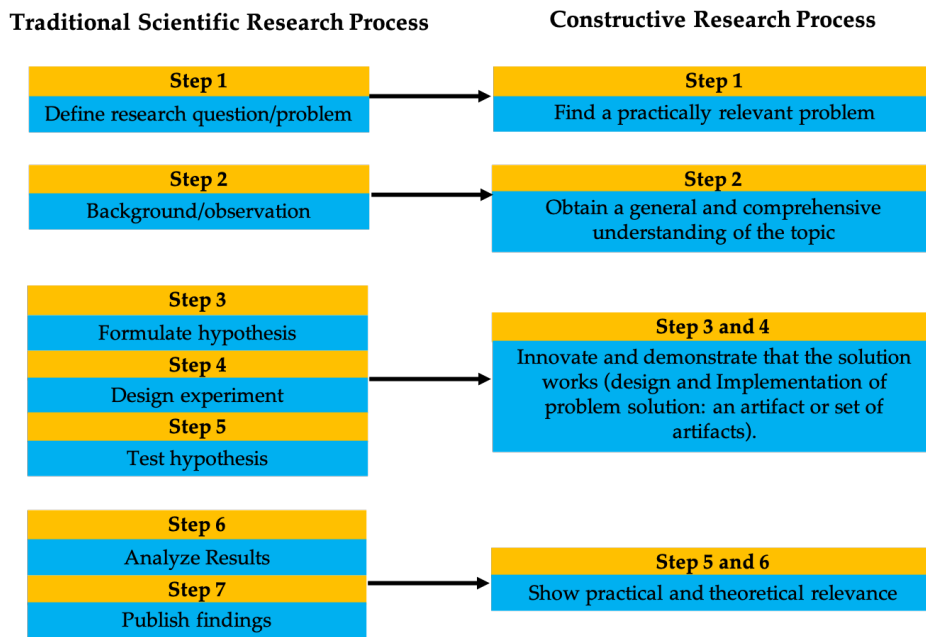 Traditional Scientific Research Process
Step 1
Define research question/problem
Step 2
Background/observation
Step 3
Formulate hypothesis
Step 4
Design experiment
Step 5
Test hypothesis
Step 6
Analyze Results
Step 7
Publish findings
Constructive Research Process
Step 1
Find a practically relevant problem
Step 2
Obtain a general and comprehensive
understanding of the topic
Step 3 and 4
Innovate and demonstrate that the solution
works (design and Implementation of
problem solution: an artifact or set of
artifacts).
Step 5 and 6
Show practical and theoretical relevance